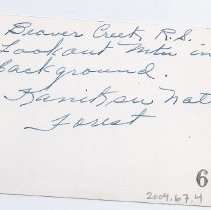 Beaver Creek R.S.
Lookout Mtn in
background.
Kaniksu Nat
Forest
6
2009.67.4